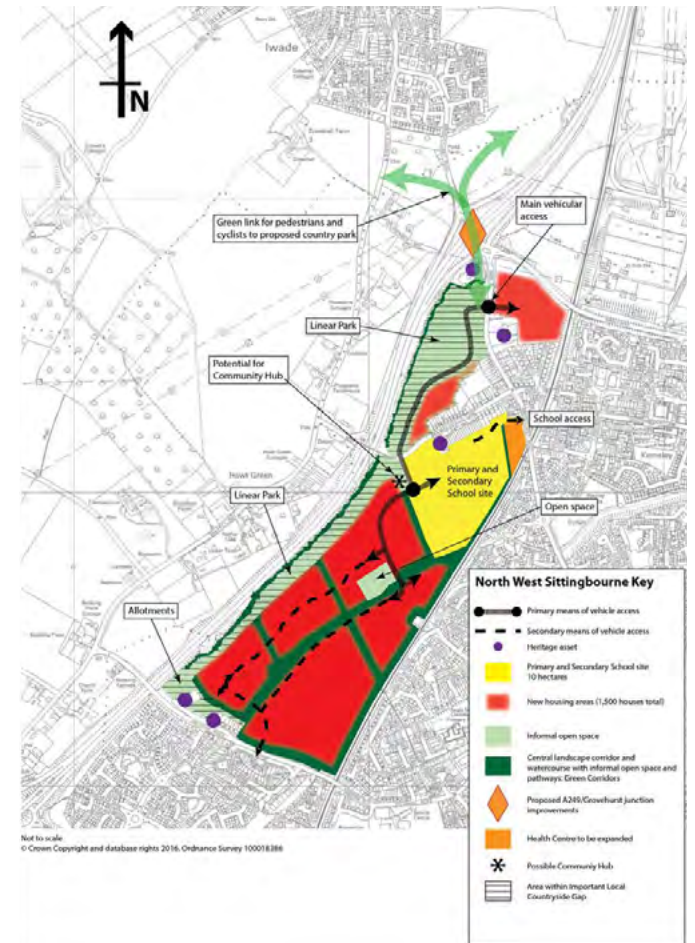 Iwade
N
Main vehicular
access
Green link for pedestrians and
cyclists to proposed country park
Linear Park
Potential for
Community Hub
School access
Kemsley
Howt Green
Primary and
Secondary
School site
Linear Park
Open space
Allotments
North West Sittingbourne Key
Primary means of vehicle access
Secondary means of vehicle access
Heritage asset
Primary and Secondary School site
10 hectares
New housing areas (1,500 houses total)
Informal open space
Central landscape corridor and
watercourse with informal open space and
pathways: Green Corridors
Proposed A249/Grovehurst junction
improvements
Health Centre to be expanded
Possible Communiy Hub
Area within Important Local
Countryside Gap
Not to scale
© Crown Copyright and database rights 2016. Ordnance Survey 100018386